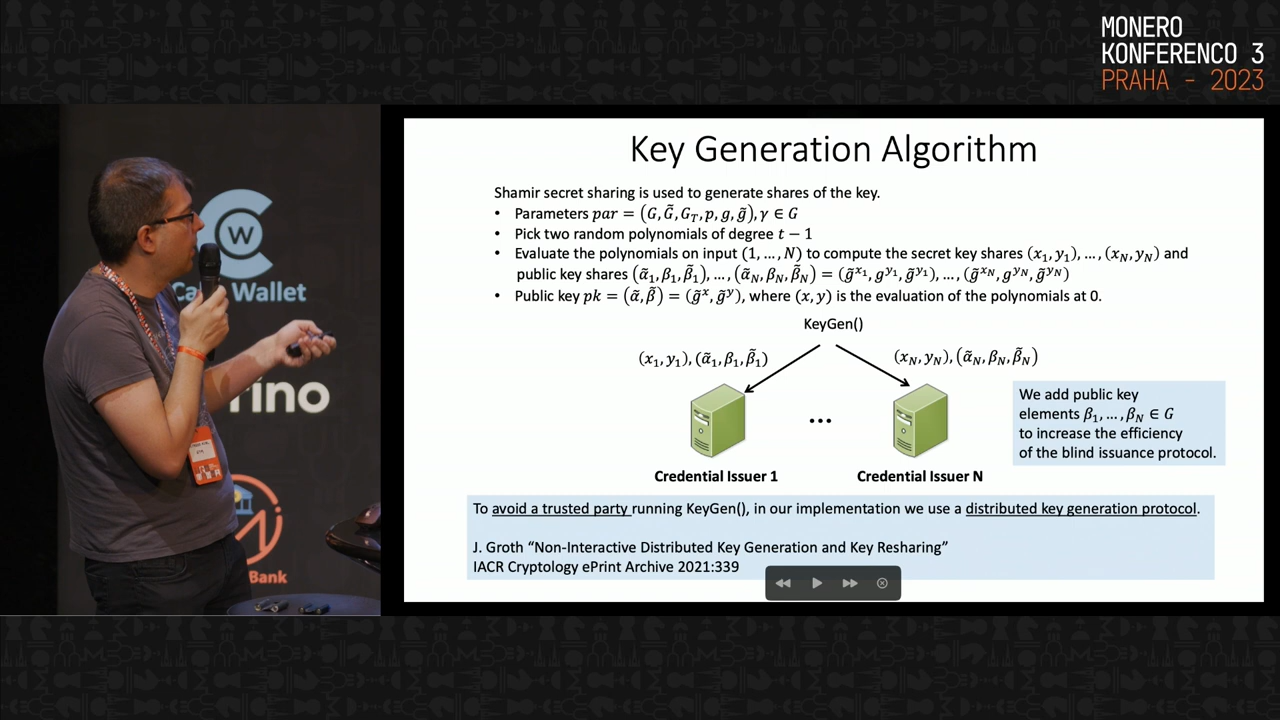 MONERO
KONFERENCO 3
PRAHA - 2023
W
Wallet
rino
Bank
Key Generation Algorithm
Shamir secret sharing is used to generate shares of the key.
• Parameters par = (G, G̃, G_T, p, g, g̃), γ ∈ G
• Pick two random polynomials of degree t − 1
• Evaluate the polynomials on input (1, …, N) to compute the secret key shares (x₁, y₁), …, (x_N, y_N) and
public key shares (α̃₁, β₁, β̃₁), …, (α̃_N, β_N, β̃_N) = (g̃^x₁, g^y₁, g̃^y₁), …, (g̃^x_N, g^y_N, g̃^y_N)
• Public key pk = (α̃, β̃) = (g̃^x, g̃^y), where (x, y) is the evaluation of the polynomials at 0.
KeyGen()
(x₁, y₁), (α̃₁, β₁, β̃₁)
(x_N, y_N), (α̃_N, β_N, β̃_N)
...
Credential Issuer 1
Credential Issuer N
We add public key
elements β₁, …, β_N ∈ G
to increase the efficiency
of the blind issuance protocol.
To avoid a trusted party running KeyGen(), in our implementation we use a distributed key generation protocol.
J. Groth “Non-Interactive Distributed Key Generation and Key Resharing”
IACR Cryptology ePrint Archive 2021:339